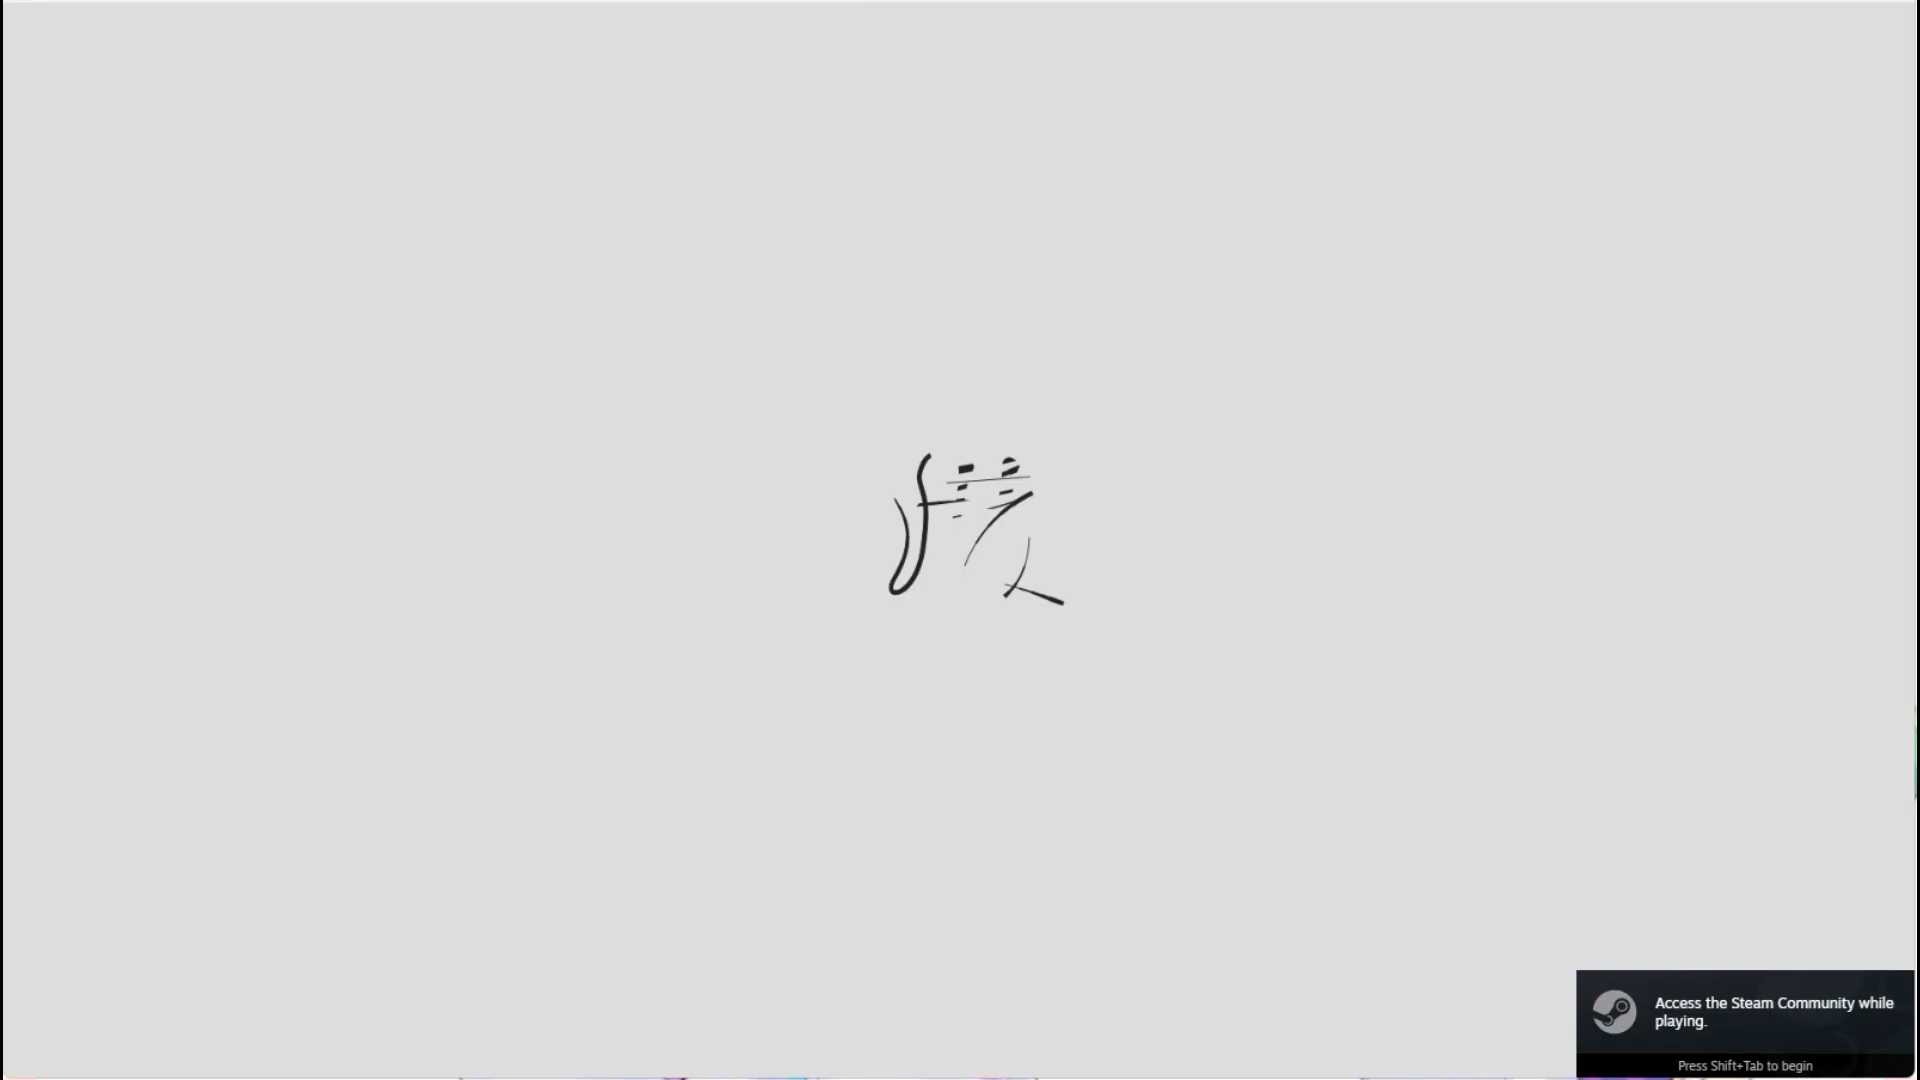 Access the Steam Community while
playing.
Press Shift+Tab to begin